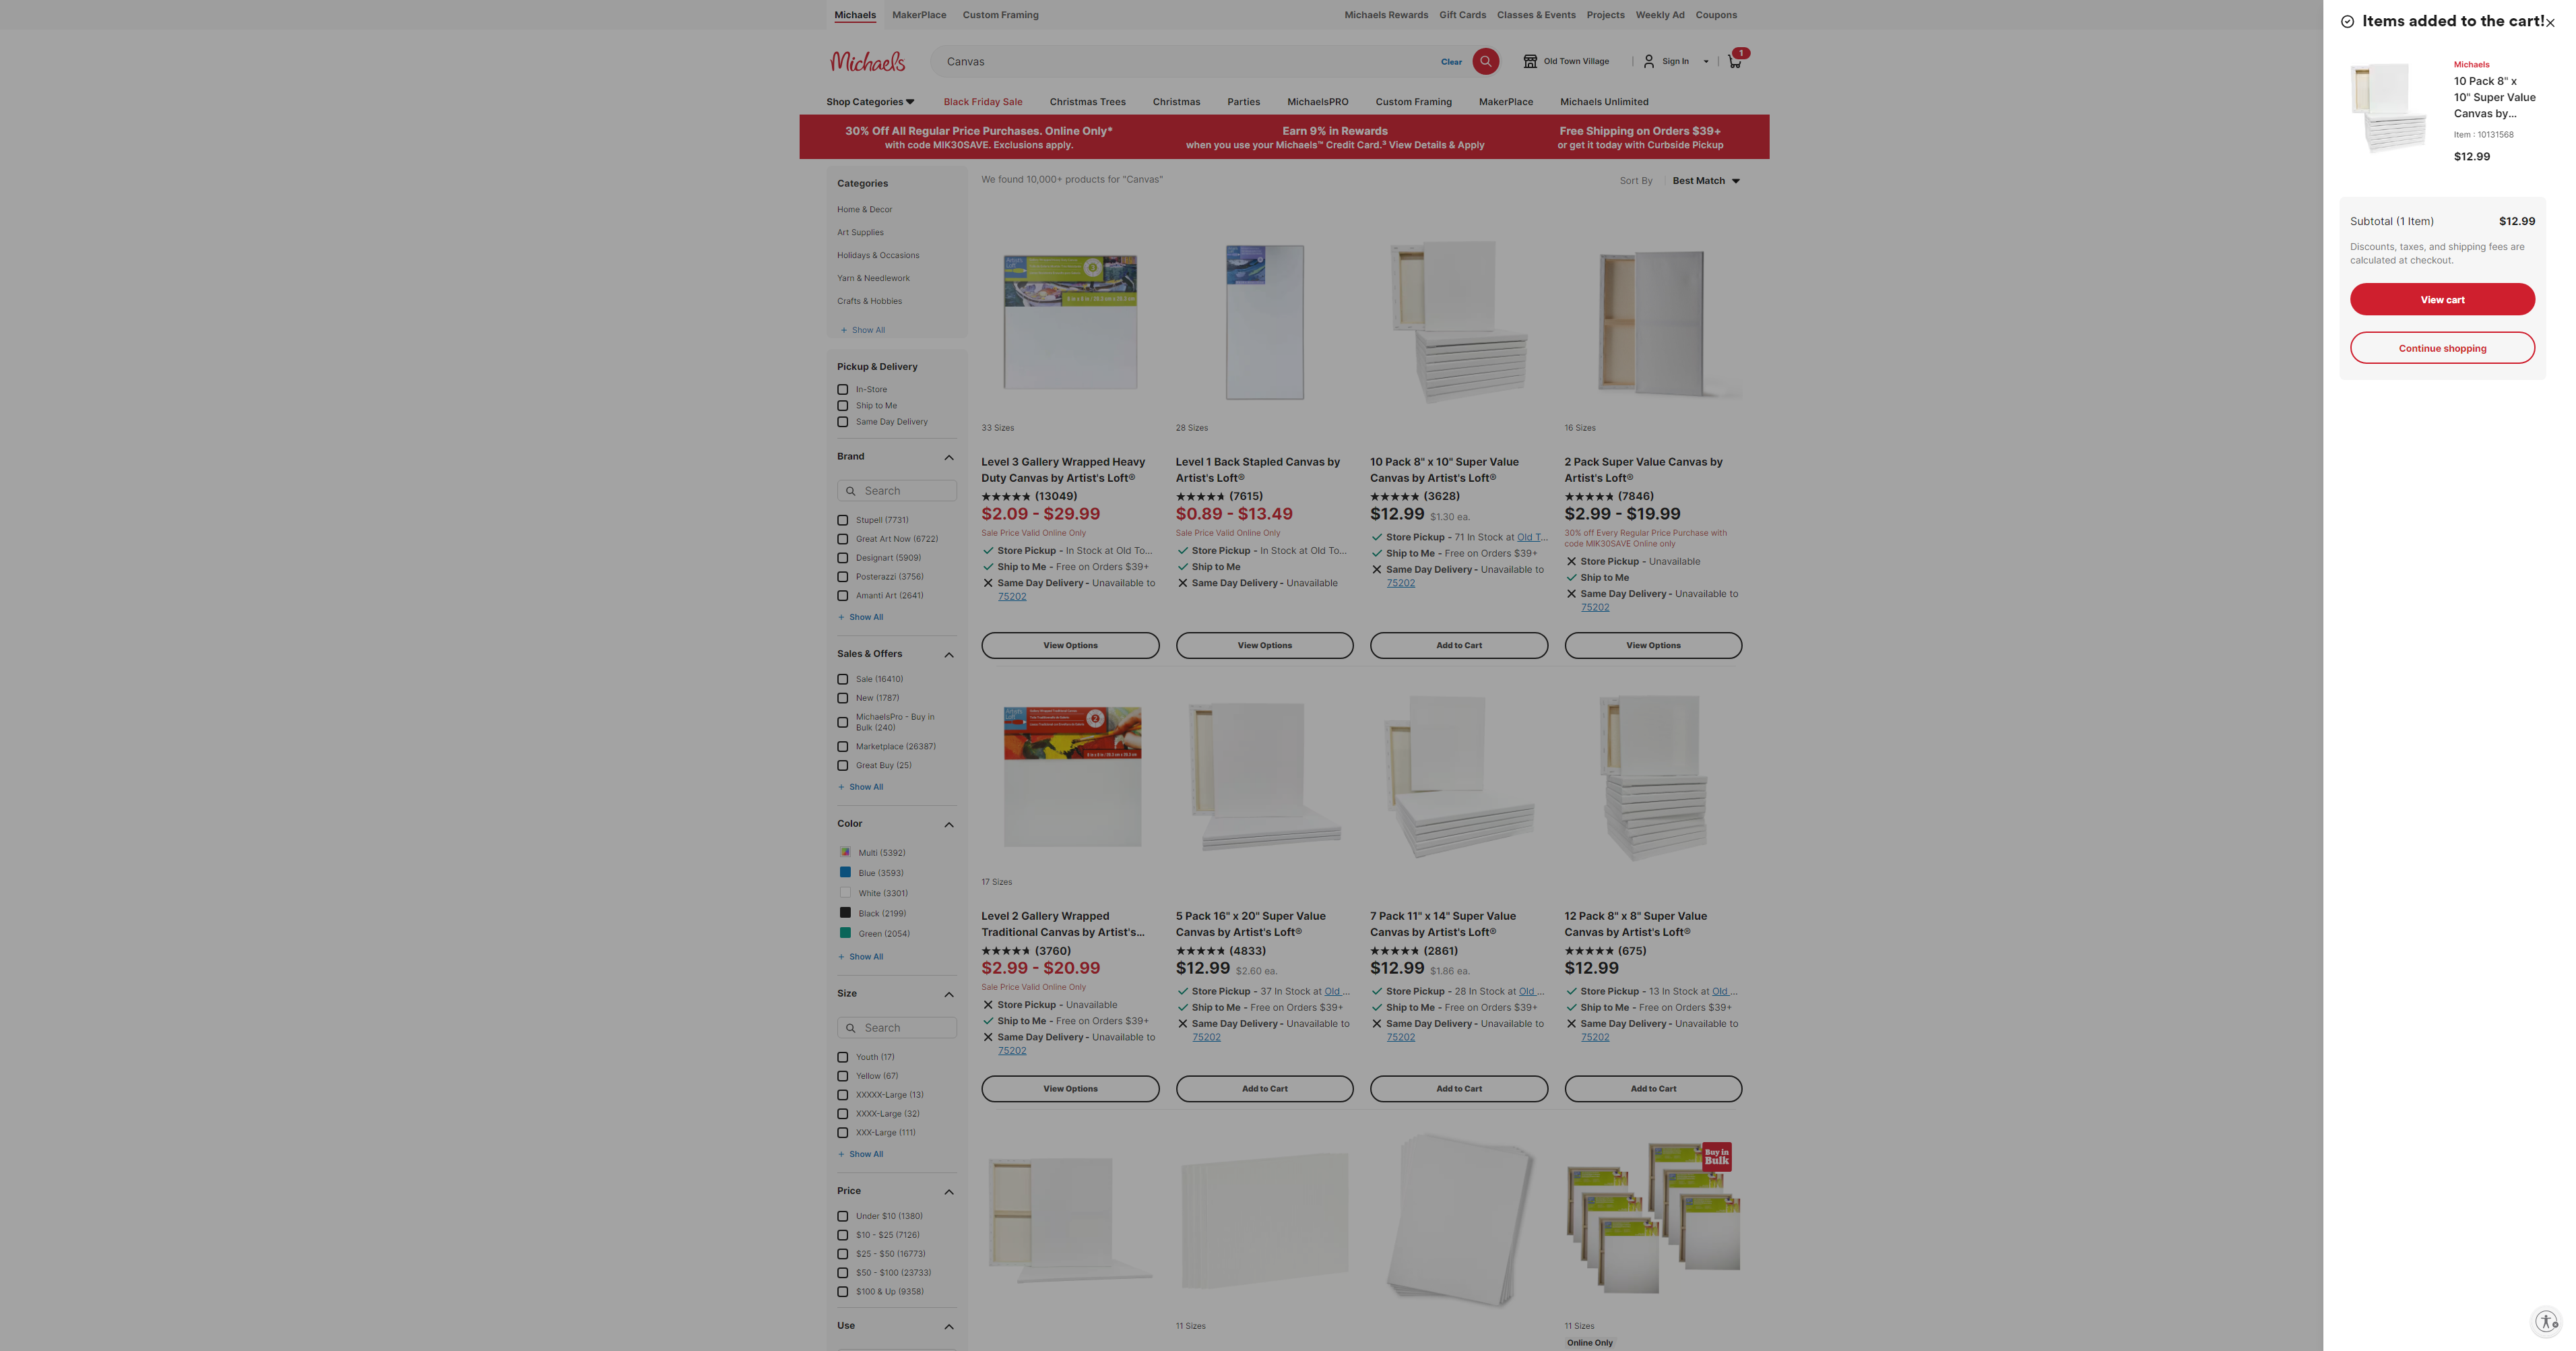 Michaels
MakerPlace
Custom Framing
Michaels Rewards
Gift Cards
Classes & Events
Projects
Weekly Ad
Coupons
Michaels
Canvas
Clear
Old Town Village
Sign In
1
Shop Categories
Black Friday Sale
Christmas Trees
Christmas
Parties
MichaelsPRO
Custom Framing
MakerPlace
Michaels Unlimited
30% Off All Regular Price Purchases. Online Only*
with code MIK30SAVE. Exclusions apply.
Earn 9% in Rewards
when you use your Michaels™ Credit Card.³ View Details & Apply
Free Shipping on Orders $39+
or get it today with Curbside Pickup
Categories
Home & Decor
Art Supplies
Holidays & Occasions
Yarn & Needlework
Crafts & Hobbies
+ Show All
Pickup & Delivery
In-Store
Ship to Me
Same Day Delivery
Brand
Search
Stupell (7731)
Great Art Now (6722)
Designart (5909)
Posterazzi (3756)
Amanti Art (2641)
+ Show All
Sales & Offers
Sale (16410)
New (1787)
MichaelsPro - Buy in
Bulk (240)
Marketplace (26387)
Great Buy (25)
+ Show All
Color
Multi (5392)
Blue (3593)
White (3301)
Black (2199)
Green (2054)
+ Show All
Size
Search
Youth (17)
Yellow (67)
XXXXX-Large (13)
XXXX-Large (32)
XXX-Large (111)
+ Show All
Price
Under $10 (1380)
$10 - $25 (7126)
$25 - $50 (16773)
$50 - $100 (23733)
$100 & Up (9358)
Use
We found 10,000+ products for "Canvas"
Sort By
Best Match
33 Sizes
Level 3 Gallery Wrapped Heavy
Duty Canvas by Artist's Loft®
(13049)
$2.09 - $29.99
Sale Price Valid Online Only
Store Pickup - In Stock at Old To...
Ship to Me - Free on Orders $39+
Same Day Delivery - Unavailable to
75202
View Options
28 Sizes
Level 1 Back Stapled Canvas by
Artist's Loft®
(7615)
$0.89 - $13.49
Sale Price Valid Online Only
Store Pickup - In Stock at Old To...
Ship to Me
Same Day Delivery - Unavailable
View Options
10 Pack 8" x 10" Super Value
Canvas by Artist's Loft®
(3628)
$12.99 $1.30 ea.
Store Pickup - 71 In Stock at Old T...
Ship to Me - Free on Orders $39+
Same Day Delivery - Unavailable to
75202
Add to Cart
16 Sizes
2 Pack Super Value Canvas by
Artist's Loft®
(7846)
$2.99 - $19.99
30% off Every Regular Price Purchase with
code MIK30SAVE Online only
Store Pickup - Unavailable
Ship to Me
Same Day Delivery - Unavailable to
75202
View Options
17 Sizes
Level 2 Gallery Wrapped
Traditional Canvas by Artist's...
(3760)
$2.99 - $20.99
Sale Price Valid Online Only
Store Pickup - Unavailable
Ship to Me - Free on Orders $39+
Same Day Delivery - Unavailable to
75202
View Options
5 Pack 16" x 20" Super Value
Canvas by Artist's Loft®
(4833)
$12.99 $2.60 ea.
Store Pickup - 37 In Stock at Old ...
Ship to Me - Free on Orders $39+
Same Day Delivery - Unavailable to
75202
Add to Cart
7 Pack 11" x 14" Super Value
Canvas by Artist's Loft®
(2861)
$12.99 $1.86 ea.
Store Pickup - 28 In Stock at Old ...
Ship to Me - Free on Orders $39+
Same Day Delivery - Unavailable to
75202
Add to Cart
12 Pack 8" x 8" Super Value
Canvas by Artist's Loft®
(675)
$12.99
Store Pickup - 13 In Stock at Old ...
Ship to Me - Free on Orders $39+
Same Day Delivery - Unavailable to
75202
Add to Cart
11 Sizes
Buy in
Bulk
11 Sizes
Online Only
Items added to the cart!
Michaels
10 Pack 8" x
10" Super Value
Canvas by...
Item : 10131568
$12.99
Subtotal (1 Item)
$12.99
Discounts, taxes, and shipping fees are
calculated at checkout.
View cart
Continue shopping